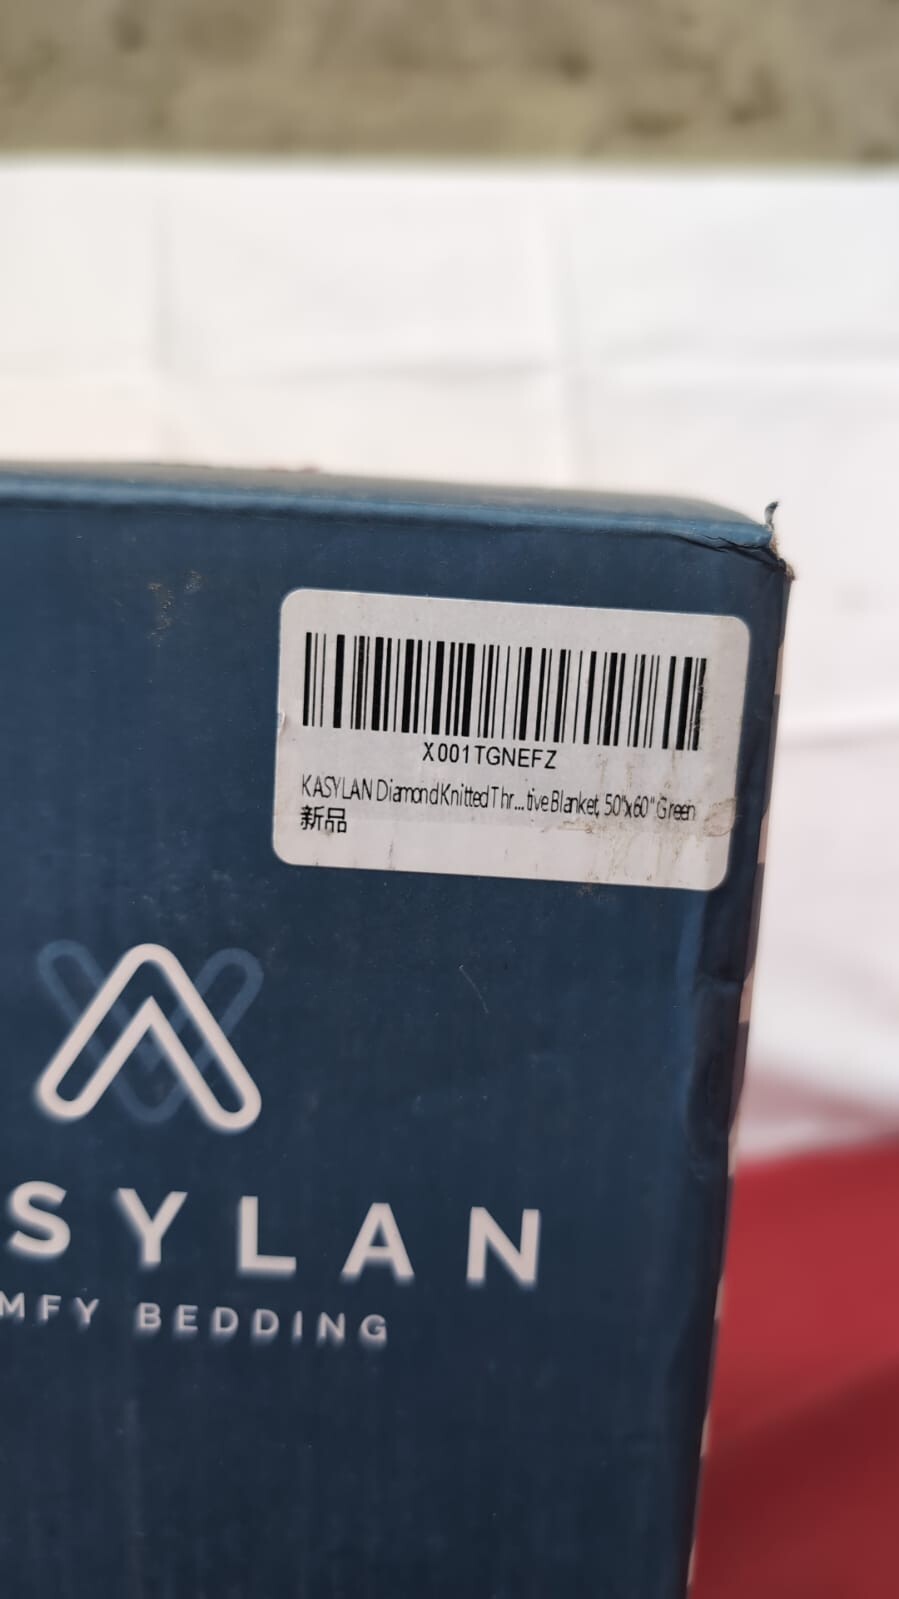 X001TGNEFZ
KASYLAN Diamond Knitted Thr...tive Blanket, 50"x60" Green
新品
SYLAN
MFY BEDDING